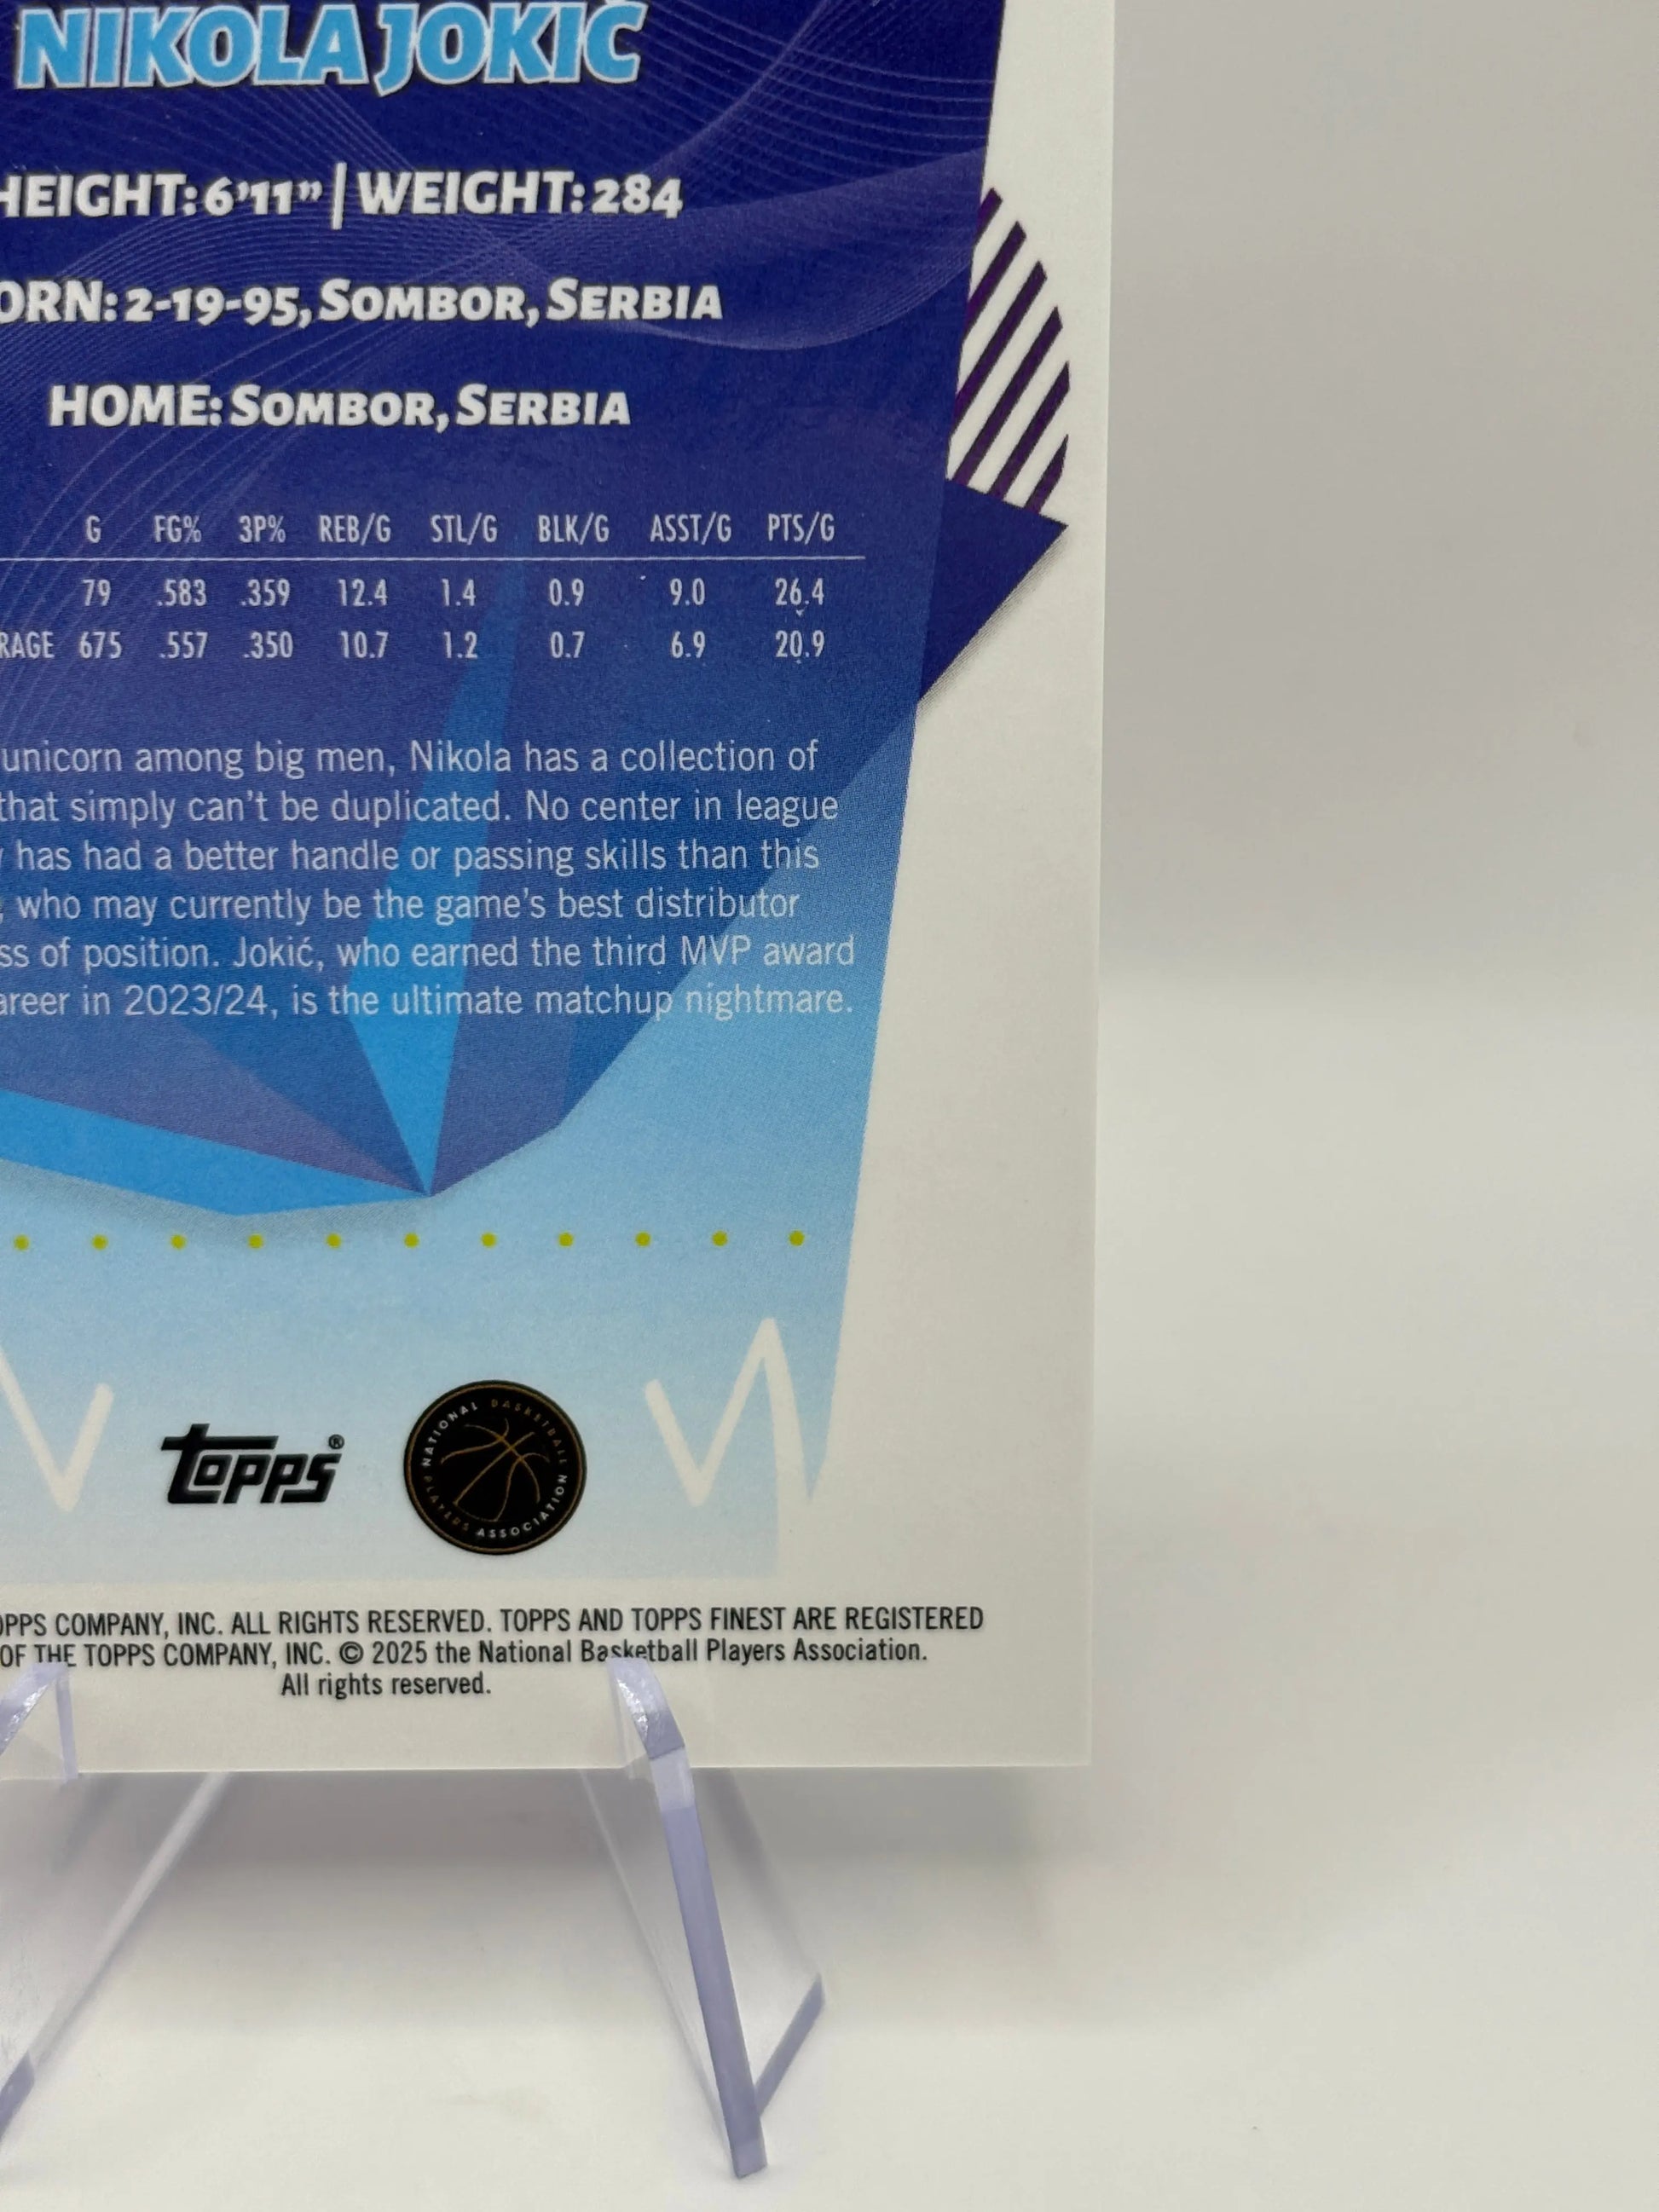 NIKOLA JOKIĆ
HEIGHT: 6'11" | WEIGHT: 284
ORN: 2-19-95, SOMBOR, SERBIA
HOME: SOMBOR, SERBIA
G FG% 3P% REB/G STL/G BLK/G ASST/G PTS/G
79 .583 .359 12.4 1.4 0.9 9.0 26.4
RAGE 675 .557 .350 10.7 1.2 0.7 6.9 20.9
unicorn among big men, Nikola has a collection of
that simply can't be duplicated. No center in league
has had a better handle or passing skills than this
, who may currently be the game's best distributor
ss of position. Jokić, who earned the third MVP award
areer in 2023/24, is the ultimate matchup nightmare.
topps®
NATIONAL BASKETBALL PLAYERS ASSOCIATION
OPPS COMPANY, INC. ALL RIGHTS RESERVED. TOPPS AND TOPPS FINEST ARE REGISTERED
OF THE TOPPS COMPANY, INC. © 2025 the National Basketball Players Association.
All rights reserved.